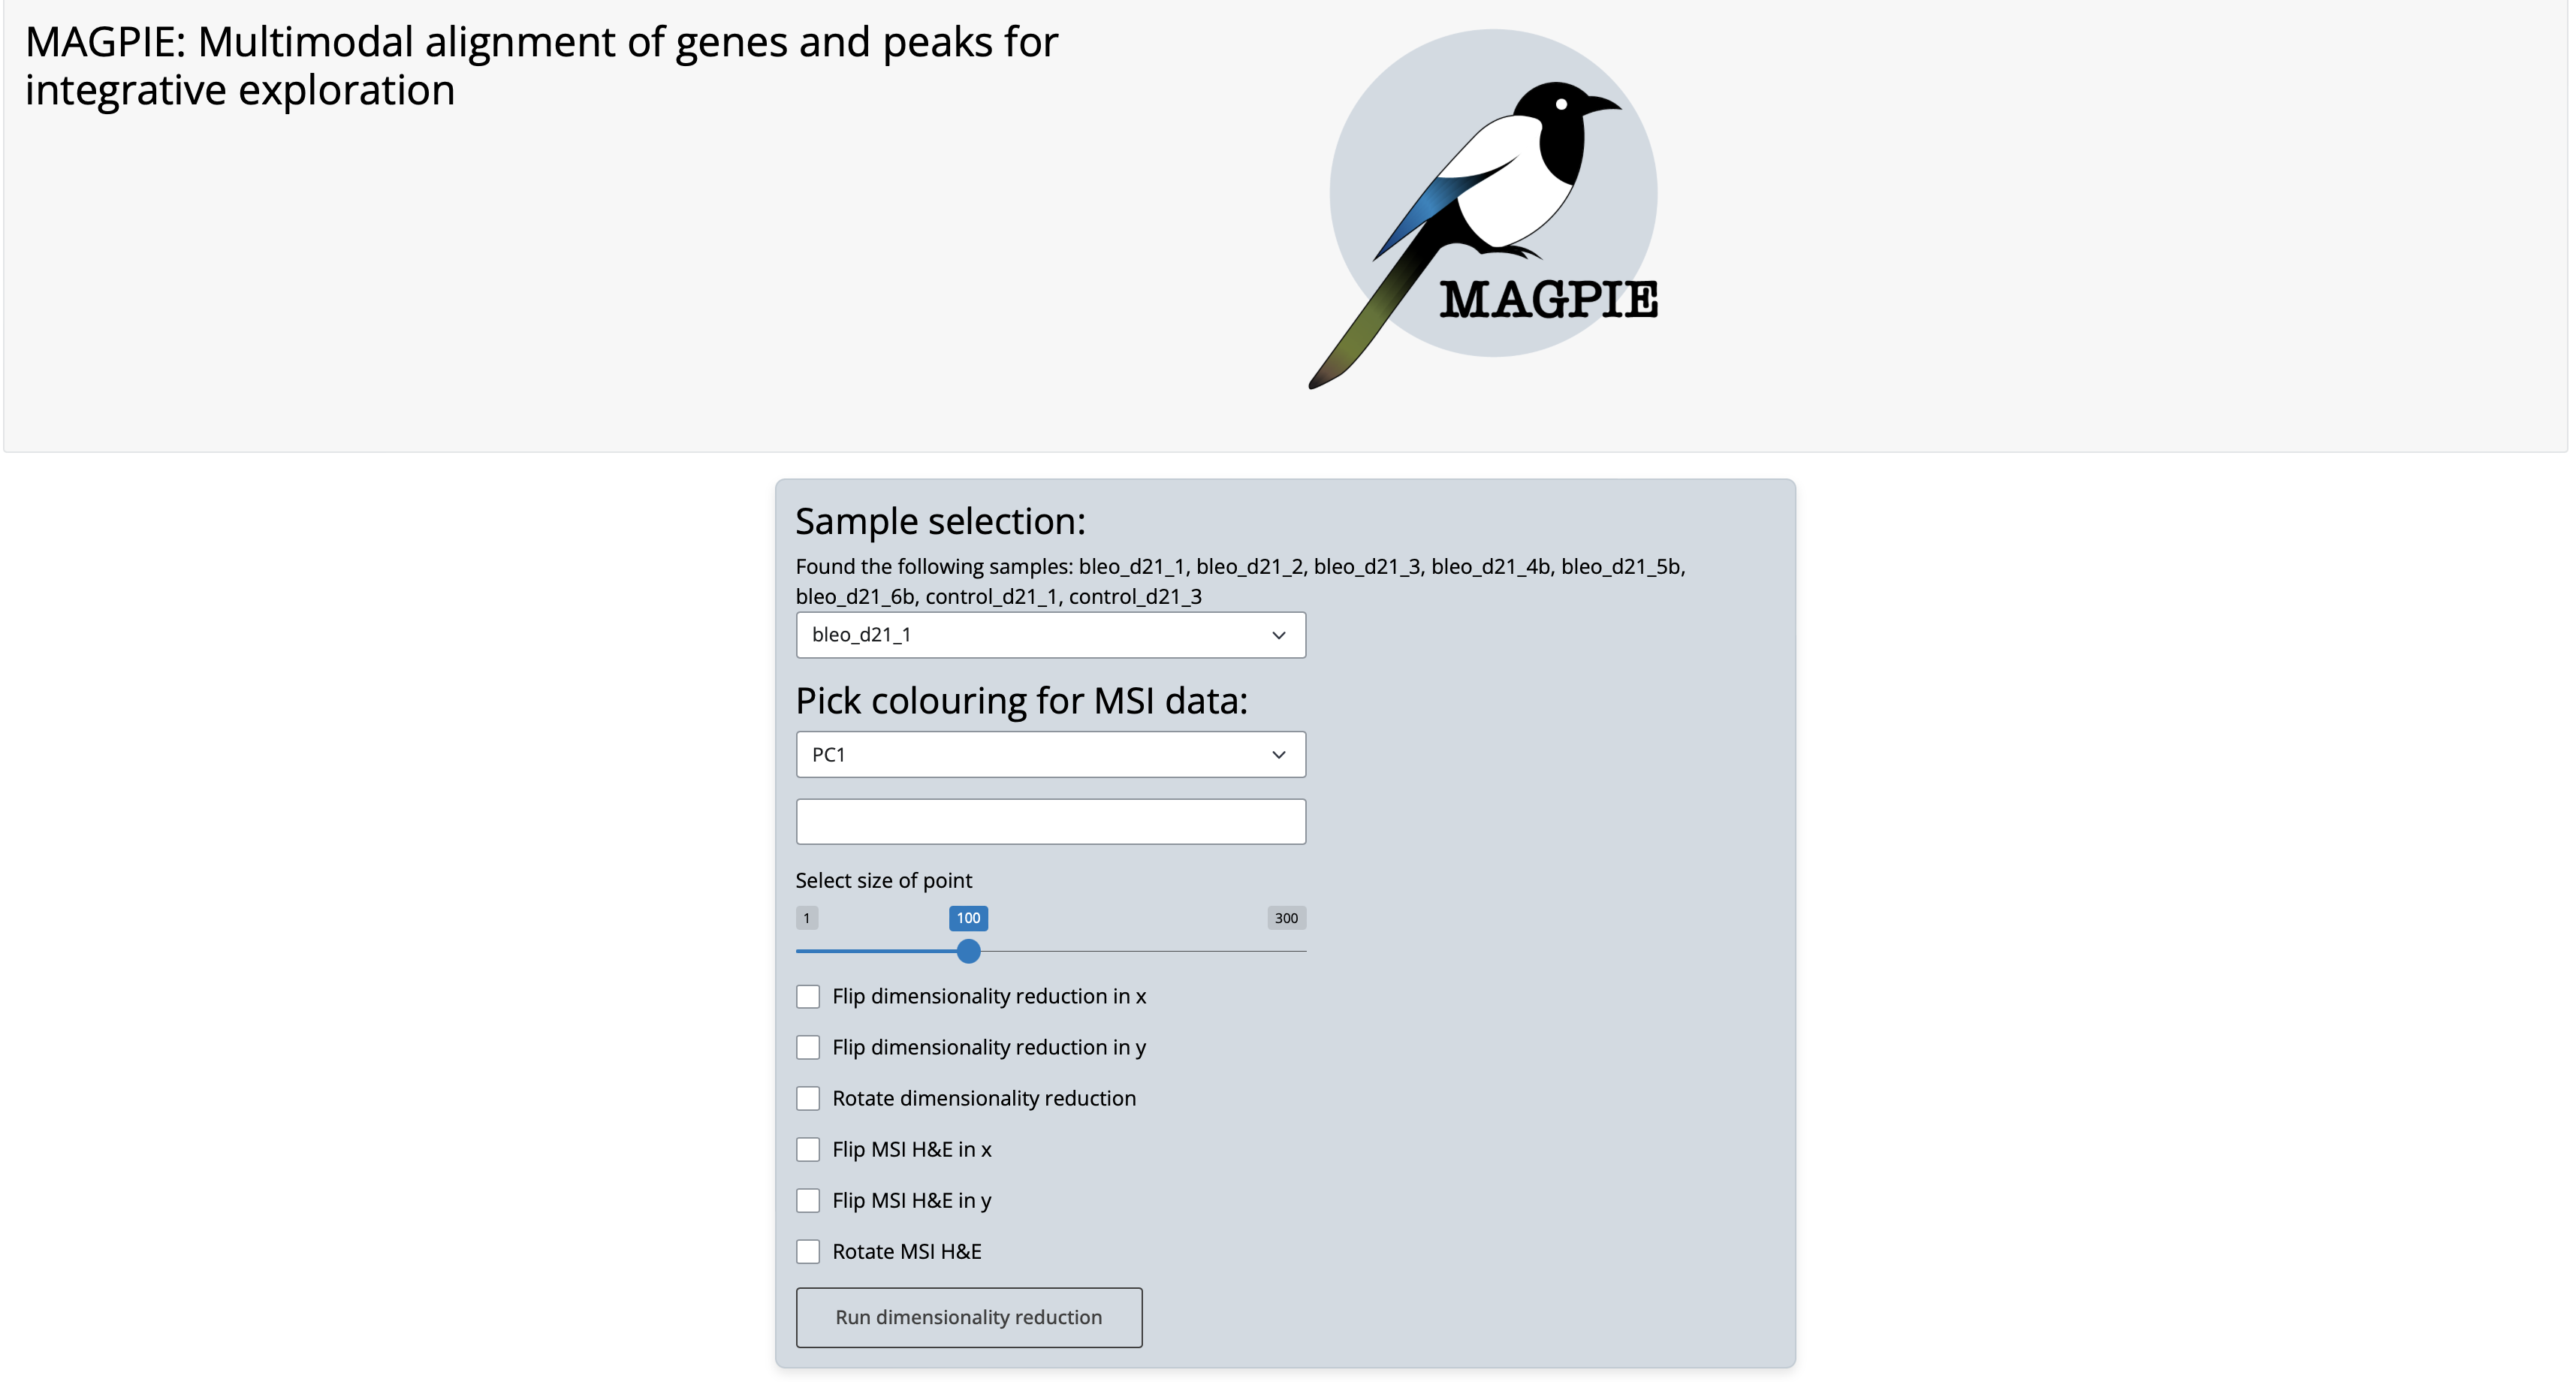 MAGPIE: Multimodal alignment of genes and peaks for
integrative exploration
MAGPIE
Sample selection:
Found the following samples: bleo_d21_1, bleo_d21_2, bleo_d21_3, bleo_d21_4b, bleo_d21_5b,
bleo_d21_6b, control_d21_1, control_d21_3
bleo_d21_1
Pick colouring for MSI data:
PC1
Select size of point
1 100 300
Flip dimensionality reduction in x
Flip dimensionality reduction in y
Rotate dimensionality reduction
Flip MSI H&E in x
Flip MSI H&E in y
Rotate MSI H&E
Run dimensionality reduction